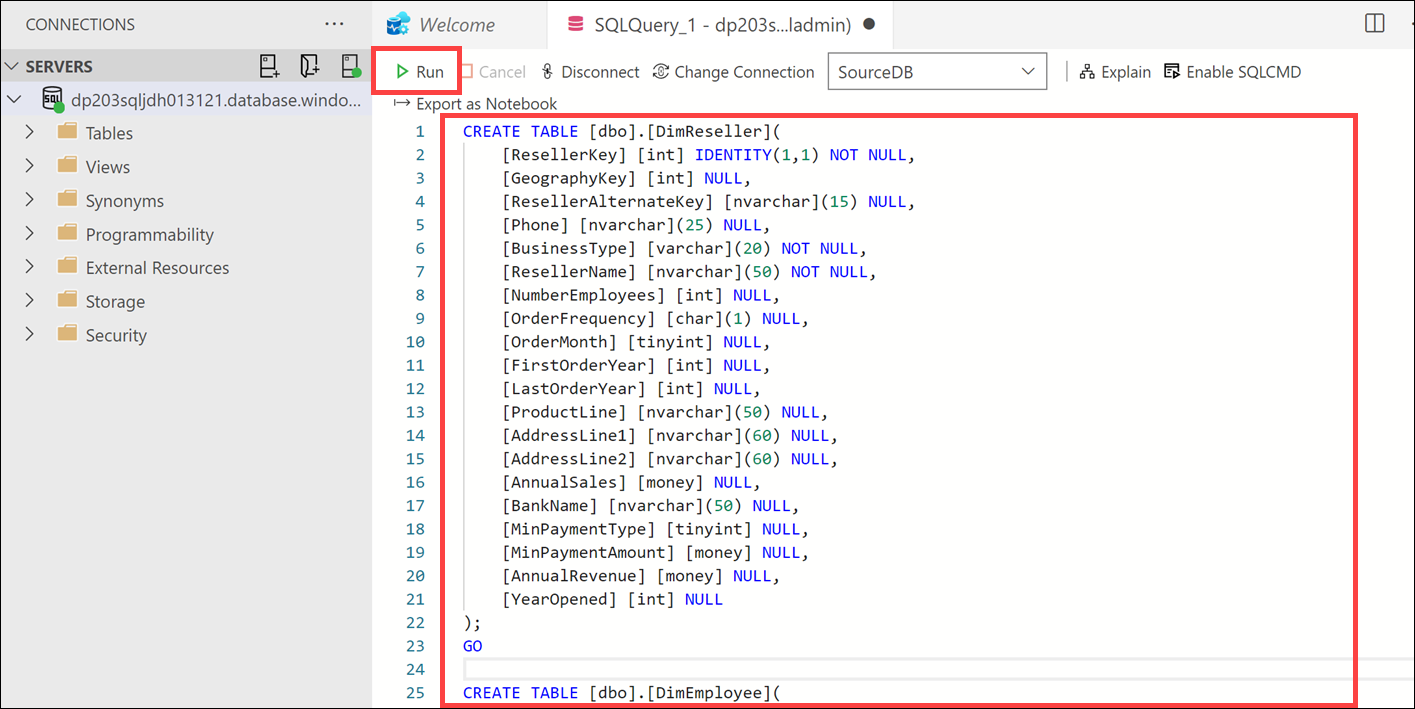 CONNECTIONS ...
Welcome
SQLQuery_1 - dp203s...ladmin)
SERVERS
Run Cancel Disconnect Change Connection SourceDB Explain Enable SQLCMD
Export as Notebook
SQL dp203sqljdh013121.database.windo...
Tables
Views
Synonyms
Programmability
External Resources
Storage
Security
1 CREATE TABLE [dbo].[DimReseller](
2 [ResellerKey] [int] IDENTITY(1,1) NOT NULL,
3 [GeographyKey] [int] NULL,
4 [ResellerAlternateKey] [nvarchar](15) NULL,
5 [Phone] [nvarchar](25) NULL,
6 [BusinessType] [varchar](20) NOT NULL,
7 [ResellerName] [nvarchar](50) NOT NULL,
8 [NumberEmployees] [int] NULL,
9 [OrderFrequency] [char](1) NULL,
10 [OrderMonth] [tinyint] NULL,
11 [FirstOrderYear] [int] NULL,
12 [LastOrderYear] [int] NULL,
13 [ProductLine] [nvarchar](50) NULL,
14 [AddressLine1] [nvarchar](60) NULL,
15 [AddressLine2] [nvarchar](60) NULL,
16 [AnnualSales] [money] NULL,
17 [BankName] [nvarchar](50) NULL,
18 [MinPaymentType] [tinyint] NULL,
19 [MinPaymentAmount] [money] NULL,
20 [AnnualRevenue] [money] NULL,
21 [YearOpened] [int] NULL
22 );
23 GO
24
25 CREATE TABLE [dbo].[DimEmployee](